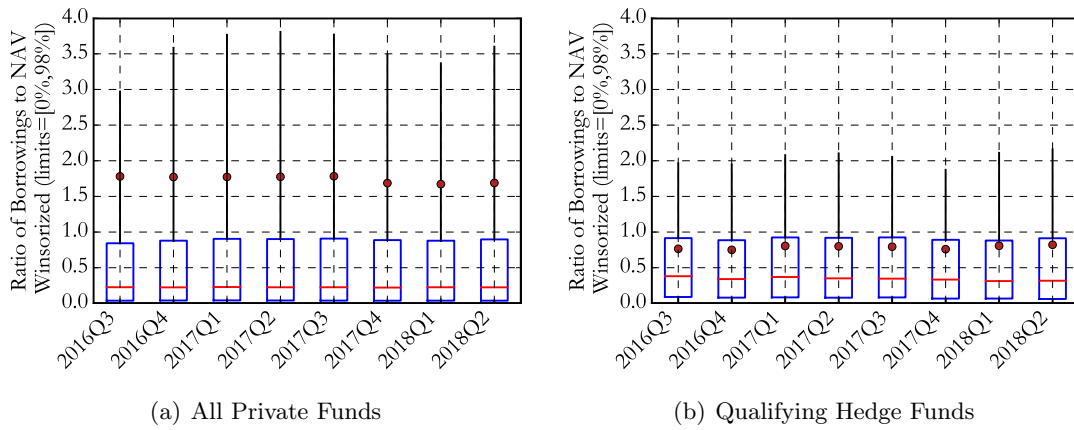 Ratio of Borrowings to NAV
Winsorized (limits=[0%,98%])
4.0
3.5
3.0
2.5
2.0
1.5
1.0
0.5
0.0
2016Q3
2016Q4
2017Q1
2017Q2
2017Q3
2017Q4
2018Q1
2018Q2
(a) All Private Funds
Ratio of Borrowings to NAV
Winsorized (limits=[0%,98%])
4.0
3.5
3.0
2.5
2.0
1.5
1.0
0.5
0.0
2016Q3
2016Q4
2017Q1
2017Q2
2017Q3
2017Q4
2018Q1
2018Q2
(b) Qualifying Hedge Funds